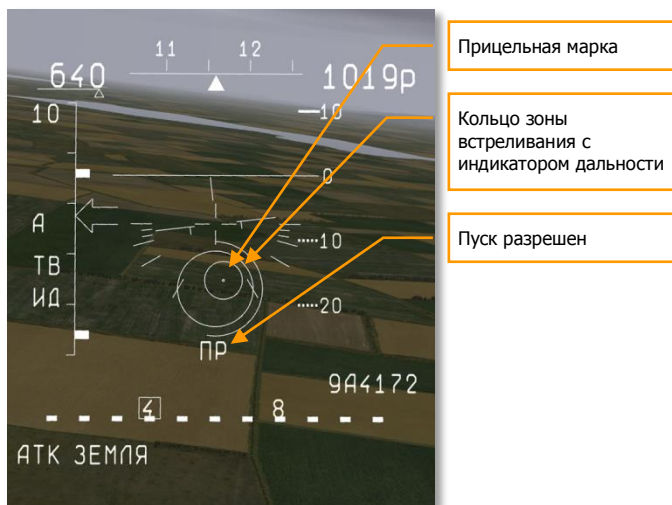 11 12
640 1019р
10 10
0
А
10
ТВ
ИД
20
ПР
9А4172
4 8
АТК ЗЕМЛЯ
Прицельная марка
Кольцо зоны
встреливания с
индикатором дальности
Пуск разрешен